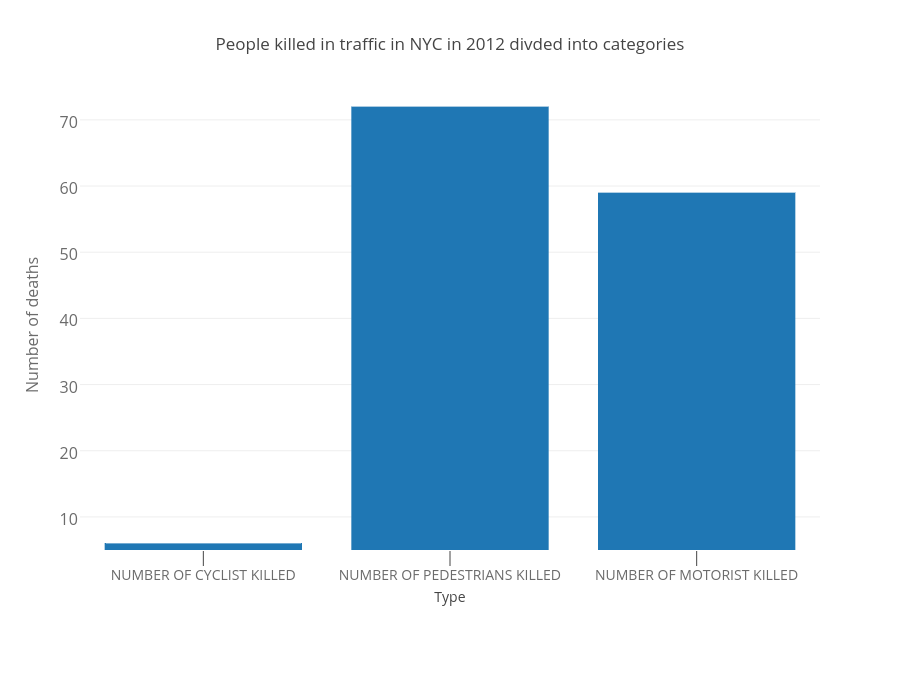 People killed in traffic in NYC in 2012 divded into categories
Number of deaths
70
60
50
40
30
20
10
NUMBER OF CYCLIST KILLED
NUMBER OF PEDESTRIANS KILLED
NUMBER OF MOTORIST KILLED
Type